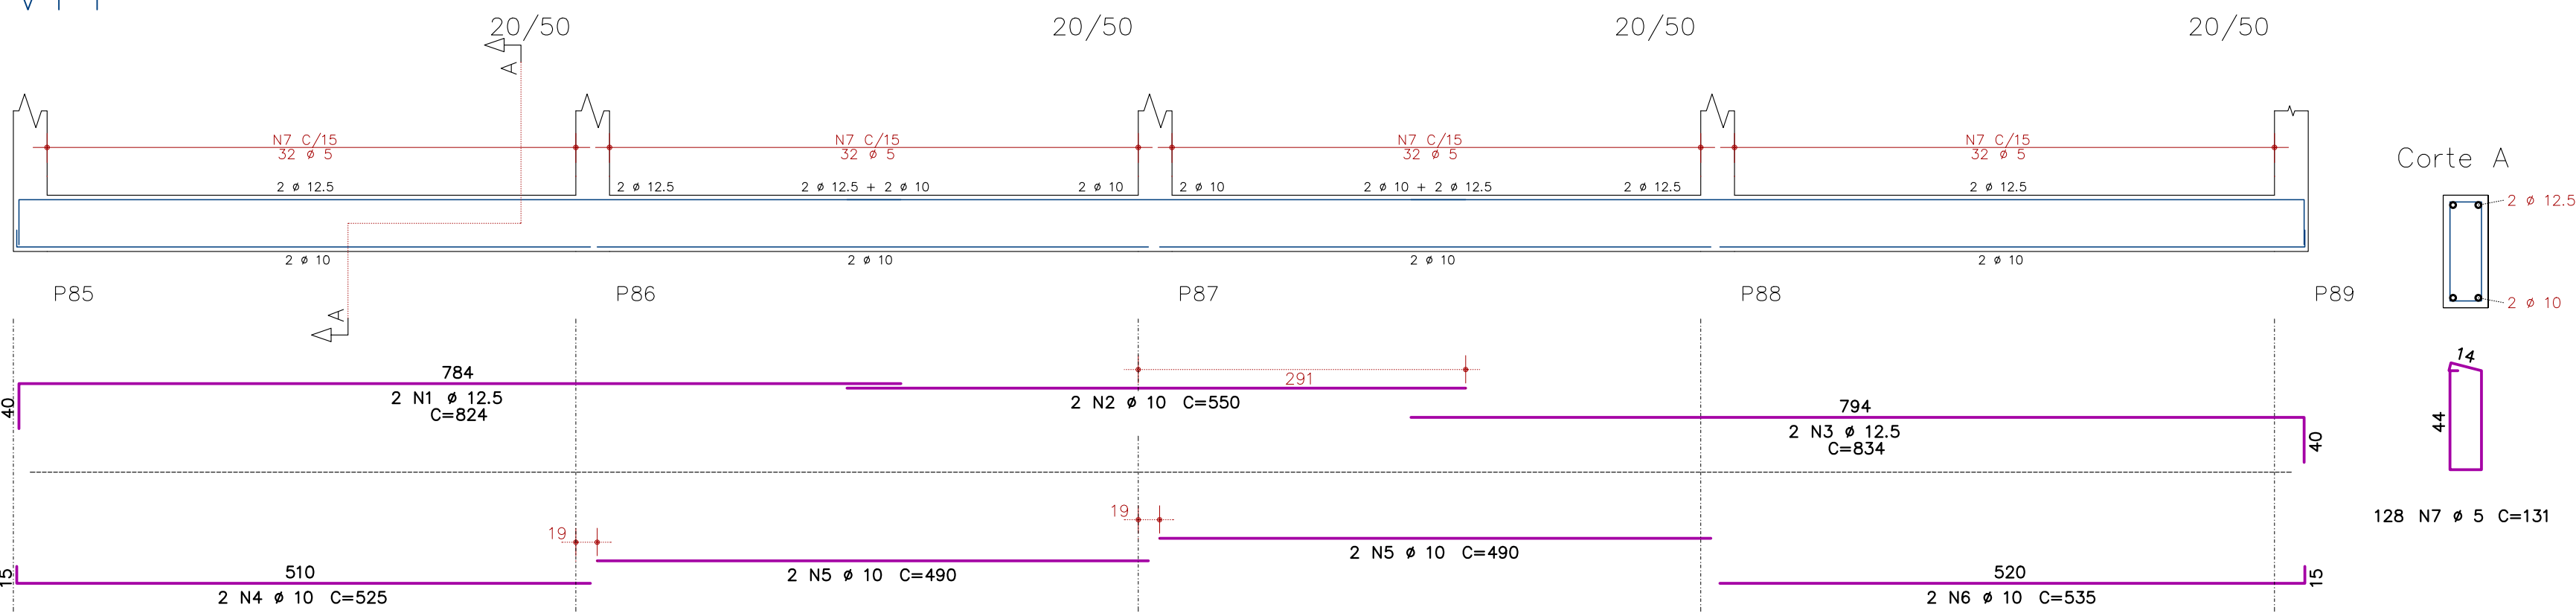 20/50 20/50 20/50 20/50
A
N7 C/15 N7 C/15 N7 C/15 N7 C/15
32 ø 5 32 ø 5 32 ø 5 32 ø 5
Corte A
2 ø 12.5 2 ø 12.5 2 ø 12.5 + 2 ø 10 2 ø 10 2 ø 10 2 ø 10 + 2 ø 12.5 2 ø 12.5 2 ø 12.5
2 ø 12.5
2 ø 10 2 ø 10 2 ø 10 2 ø 10
2 ø 10
P85 P86 P87 P88 P89
A
784
40
2 N1 ø 12.5
C=824
291
2 N2 ø 10 C=550
794
2 N3 ø 12.5
C=834
40
14
44
128 N7 ø 5 C=131
19
19
15
510
2 N4 ø 10 C=525
2 N5 ø 10 C=490
2 N5 ø 10 C=490
520
2 N6 ø 10 C=535
15